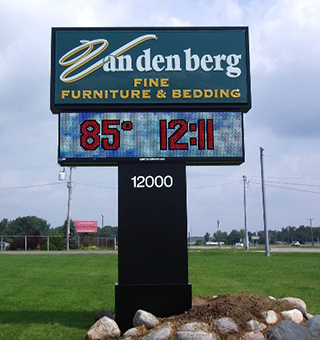 Vandenberg
FINE
FURNITURE & BEDDING
85° 12:11
12000